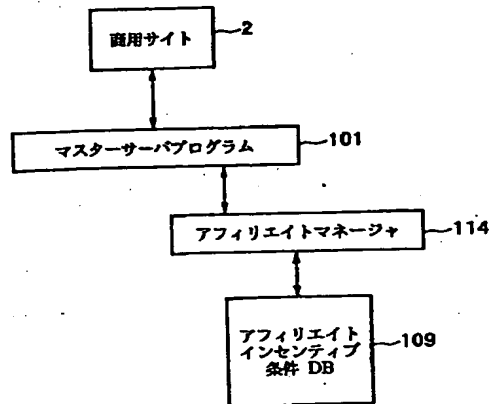 商用サイト
2
マスターサーバプログラム
101
アフィリエイトマネージャ
114
アフィリエイト
インセンティブ
条件 DB
109